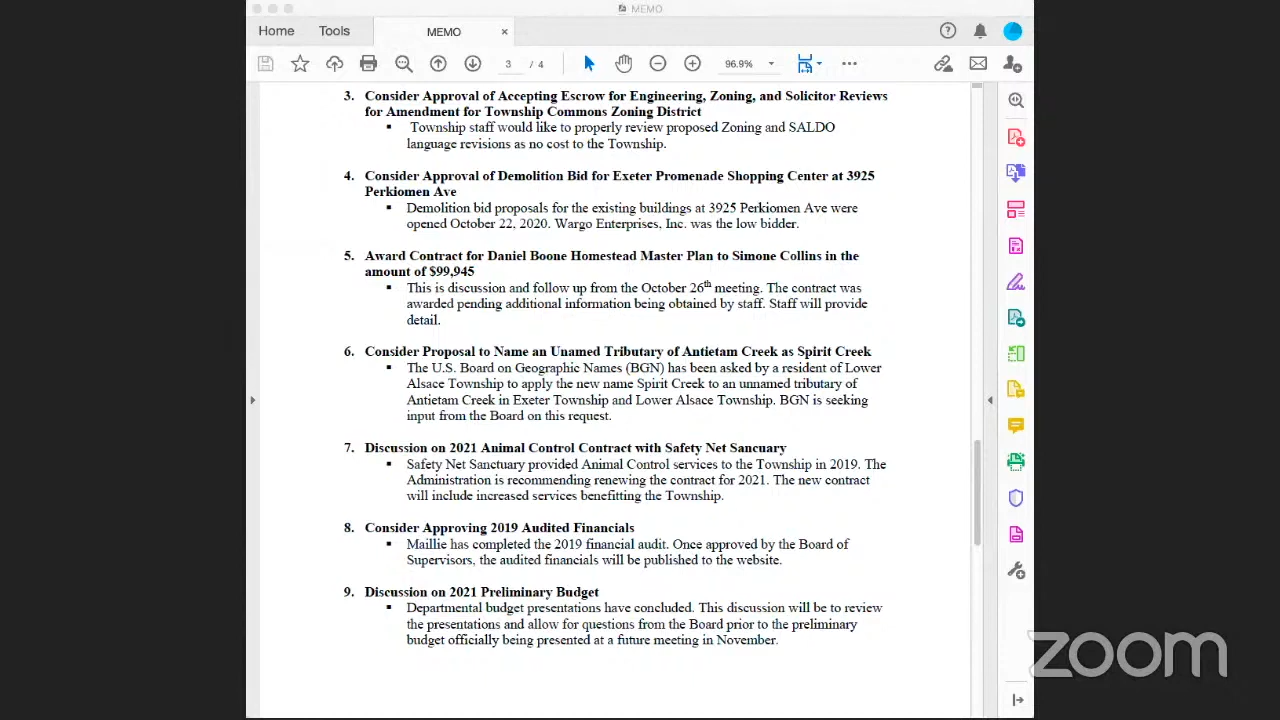 MEMO
Home
Tools
MEMO
×
3 / 4
96.9%
3. Consider Approval of Accepting Escrow for Engineering, Zoning, and Solicitor Reviews
for Amendment for Township Commons Zoning District
▪ Township staff would like to properly review proposed Zoning and SALDO
language revisions as no cost to the Township.
4. Consider Approval of Demolition Bid for Exeter Promenade Shopping Center at 3925
Perkiomen Ave
▪ Demolition bid proposals for the existing buildings at 3925 Perkiomen Ave were
opened October 22, 2020. Wargo Enterprises, Inc. was the low bidder.
5. Award Contract for Daniel Boone Homestead Master Plan to Simone Collins in the
amount of $99,945
▪ This is discussion and follow up from the October 26th meeting. The contract was
awarded pending additional information being obtained by staff. Staff will provide
detail.
6. Consider Proposal to Name an Unamed Tributary of Antietam Creek as Spirit Creek
▪ The U.S. Board on Geographic Names (BGN) has been asked by a resident of Lower
Alsace Township to apply the new name Spirit Creek to an unnamed tributary of
Antietam Creek in Exeter Township and Lower Alsace Township. BGN is seeking
input from the Board on this request.
7. Discussion on 2021 Animal Control Contract with Safety Net Sancuary
▪ Safety Net Sanctuary provided Animal Control services to the Township in 2019. The
Administration is recommending renewing the contract for 2021. The new contract
will include increased services benefitting the Township.
8. Consider Approving 2019 Audited Financials
▪ Maillie has completed the 2019 financial audit. Once approved by the Board of
Supervisors, the audited financials will be published to the website.
9. Discussion on 2021 Preliminary Budget
▪ Departmental budget presentations have concluded. This discussion will be to review
the presentations and allow for questions from the Board prior to the preliminary
budget officially being presented at a future meeting in November.
zoom